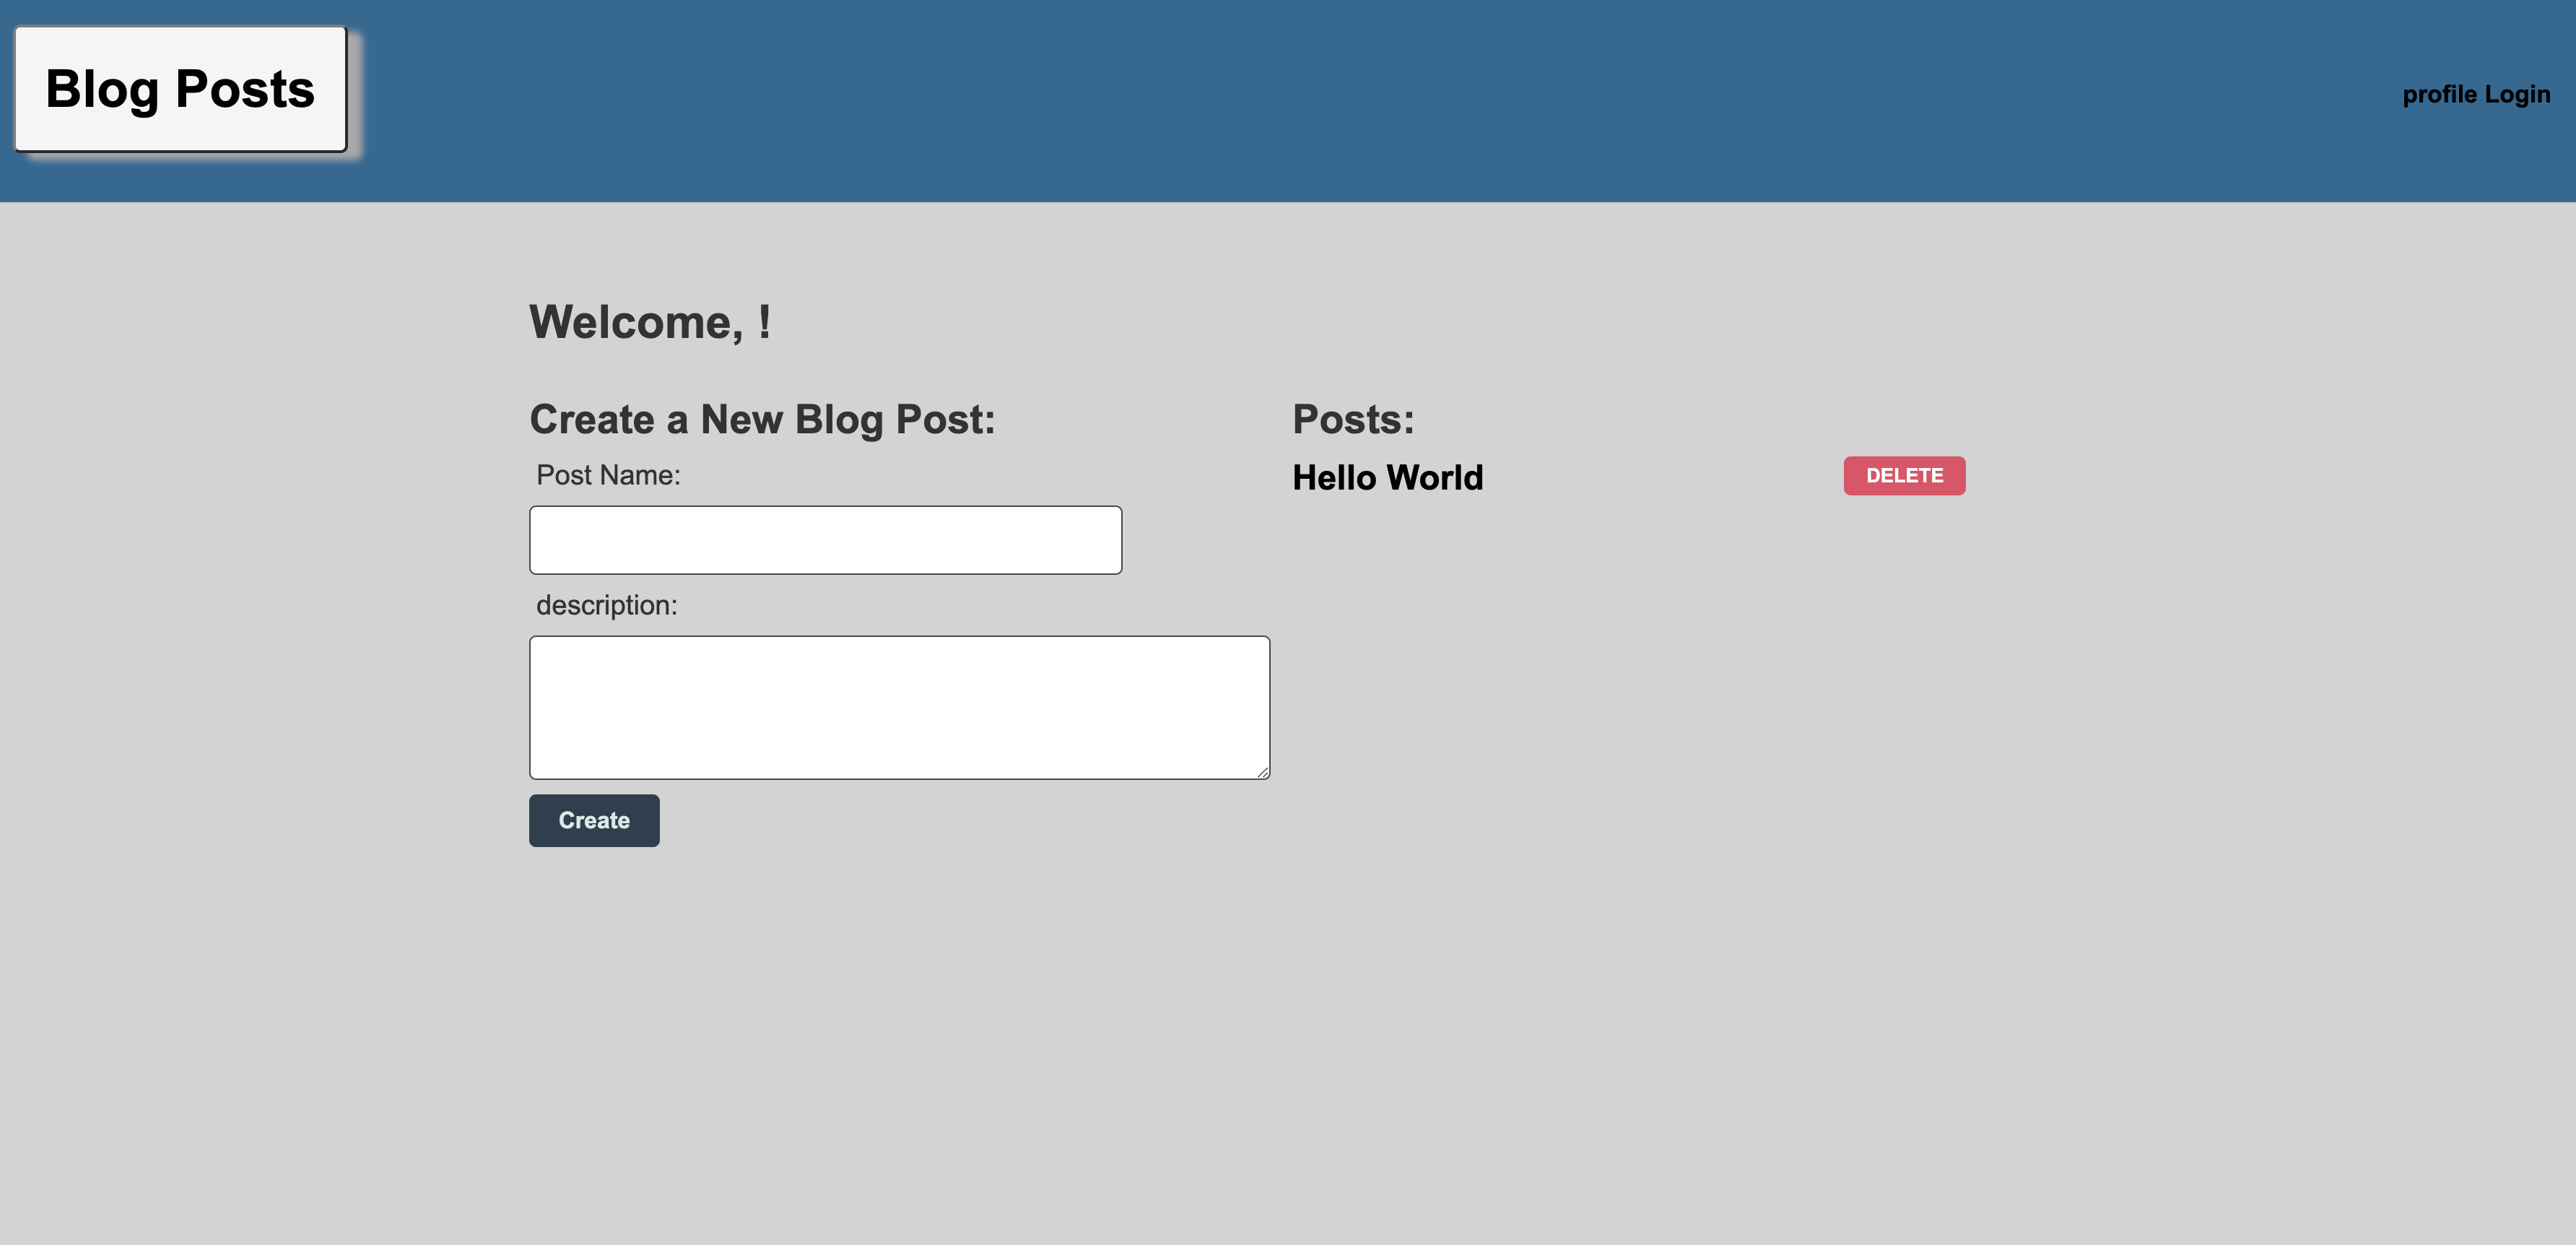 Blog Posts
profile Login
Welcome, !
Create a New Blog Post:
Post Name:
description:
Create
Posts:
Hello World
DELETE